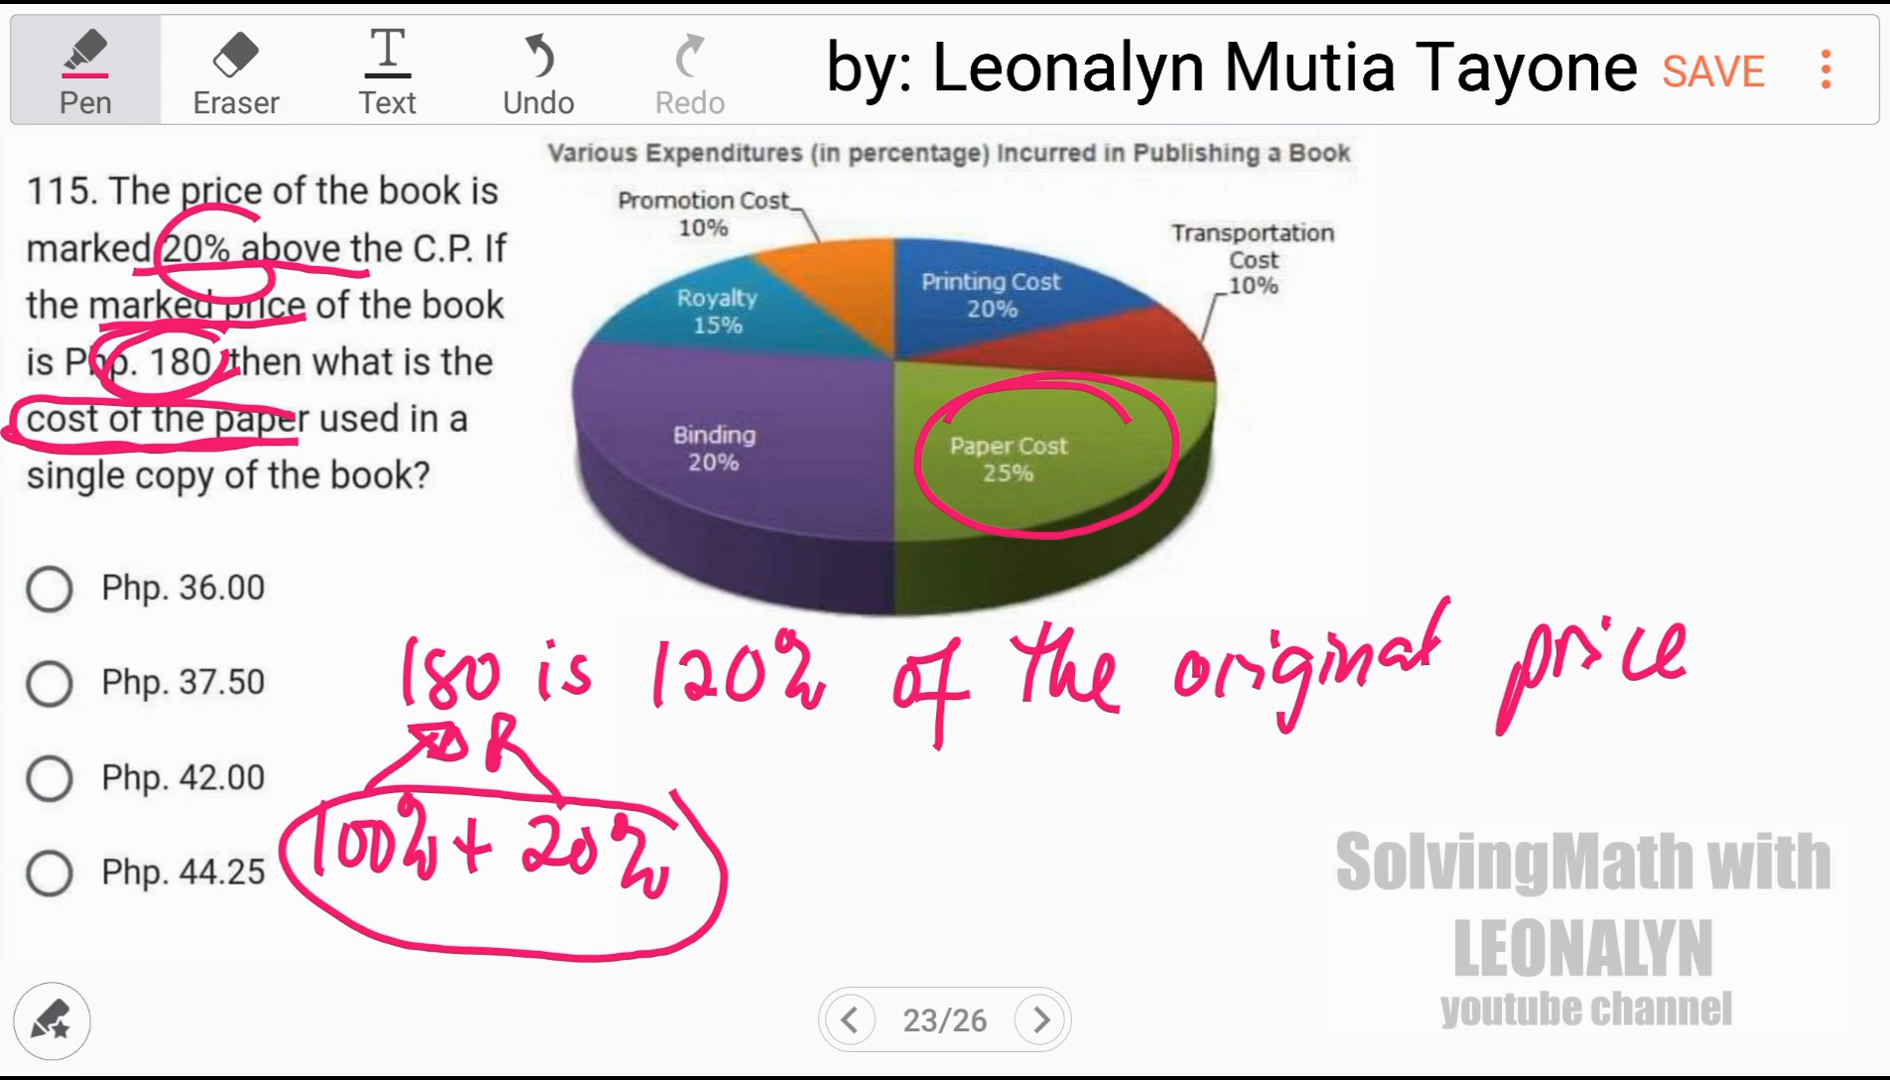 Pen
Eraser
T
Text
Undo
Redo
by: Leonalyn Mutia Tayone
SAVE
115. The price of the book is
marked 20% above the C.P. If
the marked price of the book
is Php. 180, then what is the
cost of the paper used in a
single copy of the book?
Php. 36.00
Php. 37.50
Php. 42.00
Php. 44.25
Various Expenditures (in percentage) Incurred in Publishing a Book
Promotion Cost
10%
Transportation
Cost
10%
Printing Cost
20%
Royalty
15%
Binding
20%
Paper Cost
25%
180 is 120% of the original price
100% + 20%
SolvingMath with
LEONALYN
youtube channel
23/26